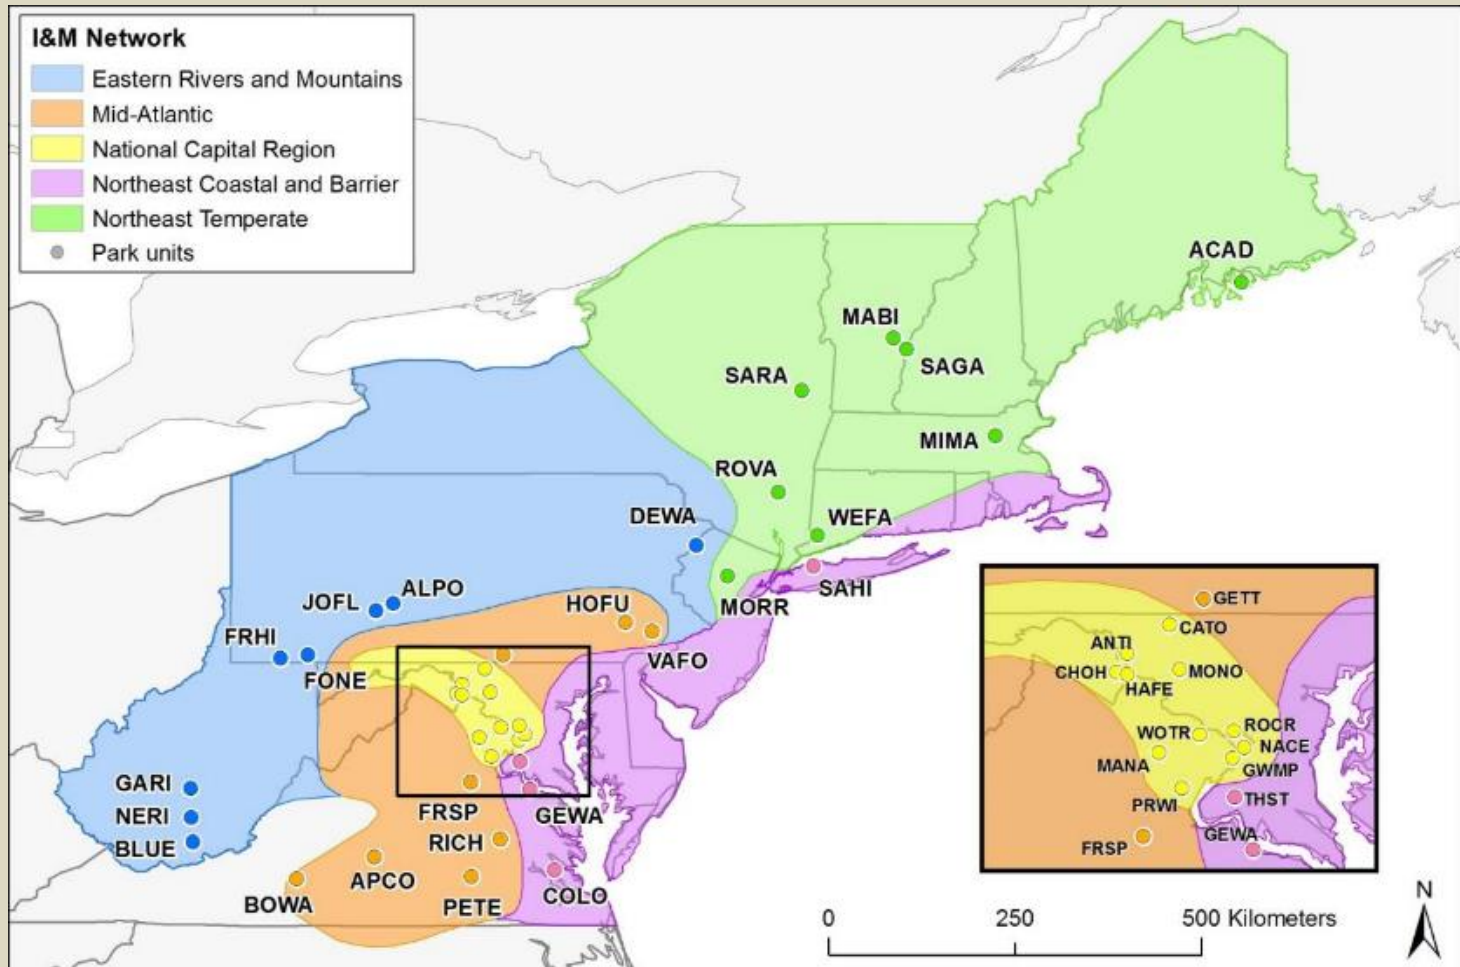 I&M Network
Eastern Rivers and Mountains
Mid-Atlantic
National Capital Region
Northeast Coastal and Barrier
Northeast Temperate
Park units
ACAD
MABI
SAGA
SARA
MIMA
ROVA
WEFA
DEWA
SAHI
MORR
JOFL
ALPO
HOFU
FRHI
FONE
VAFO
GARI
NERI
BLUE
FRSP
GEWA
RICH
APCO
BOWA
PETE
COLO
GETT
CATO
ANTI
CHOH
HAFE
MONO
WOTR
ROCR
NACE
MANA
GWMP
PRWI
THST
GEWA
FRSP
0 250 500 Kilometers
N